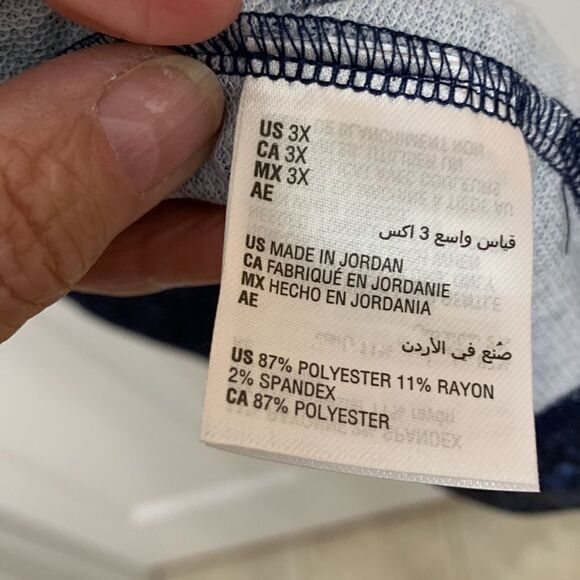 US 3X
CA 3X
MX 3X
AE
قياس واسع 3 اكس
US MADE IN JORDAN
CA FABRIQUÉ EN JORDANIE
MX HECHO EN JORDANIA
AE
صُنع في الأردن
US 87% POLYESTER 11% RAYON
2% SPANDEX
CA 87% POLYESTER